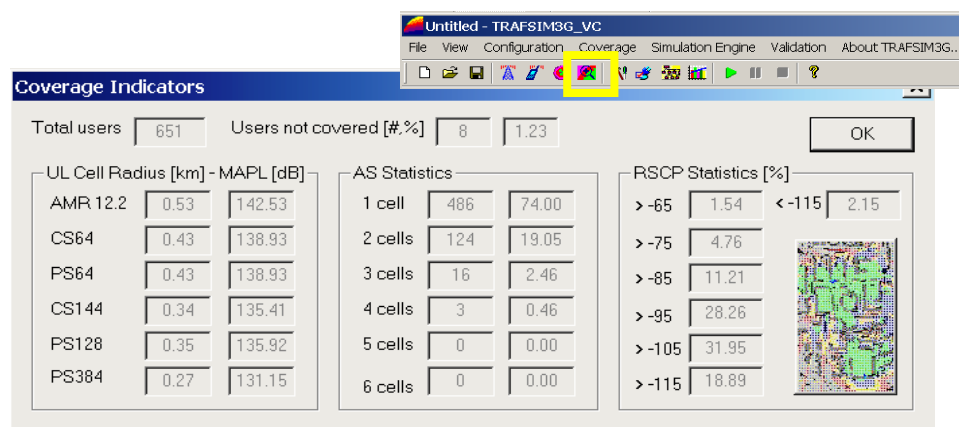 Untitled - TRAFSIM3G_VC
File View Configuration Coverage Simulation Engine Validation About TRAFSIM3G..
Coverage Indicators
Total users 651 Users not covered [#,%] 8 1.23 OK
UL Cell Radius [km] - MAPL [dB] AS Statistics RSCP Statistics [%]
AMR 12.2 0.53 142.53 1 cell 486 74.00 > -65 1.54 < -115 2.15
CS64 0.43 138.93 2 cells 124 19.05 > -75 4.76
PS64 0.43 138.93 3 cells 16 2.46 > -85 11.21
CS144 0.34 135.41 4 cells 3 0.46 > -95 28.26
PS128 0.35 135.92 5 cells 0 0.00 > -105 31.95
PS384 0.27 131.15 6 cells 0 0.00 > -115 18.89